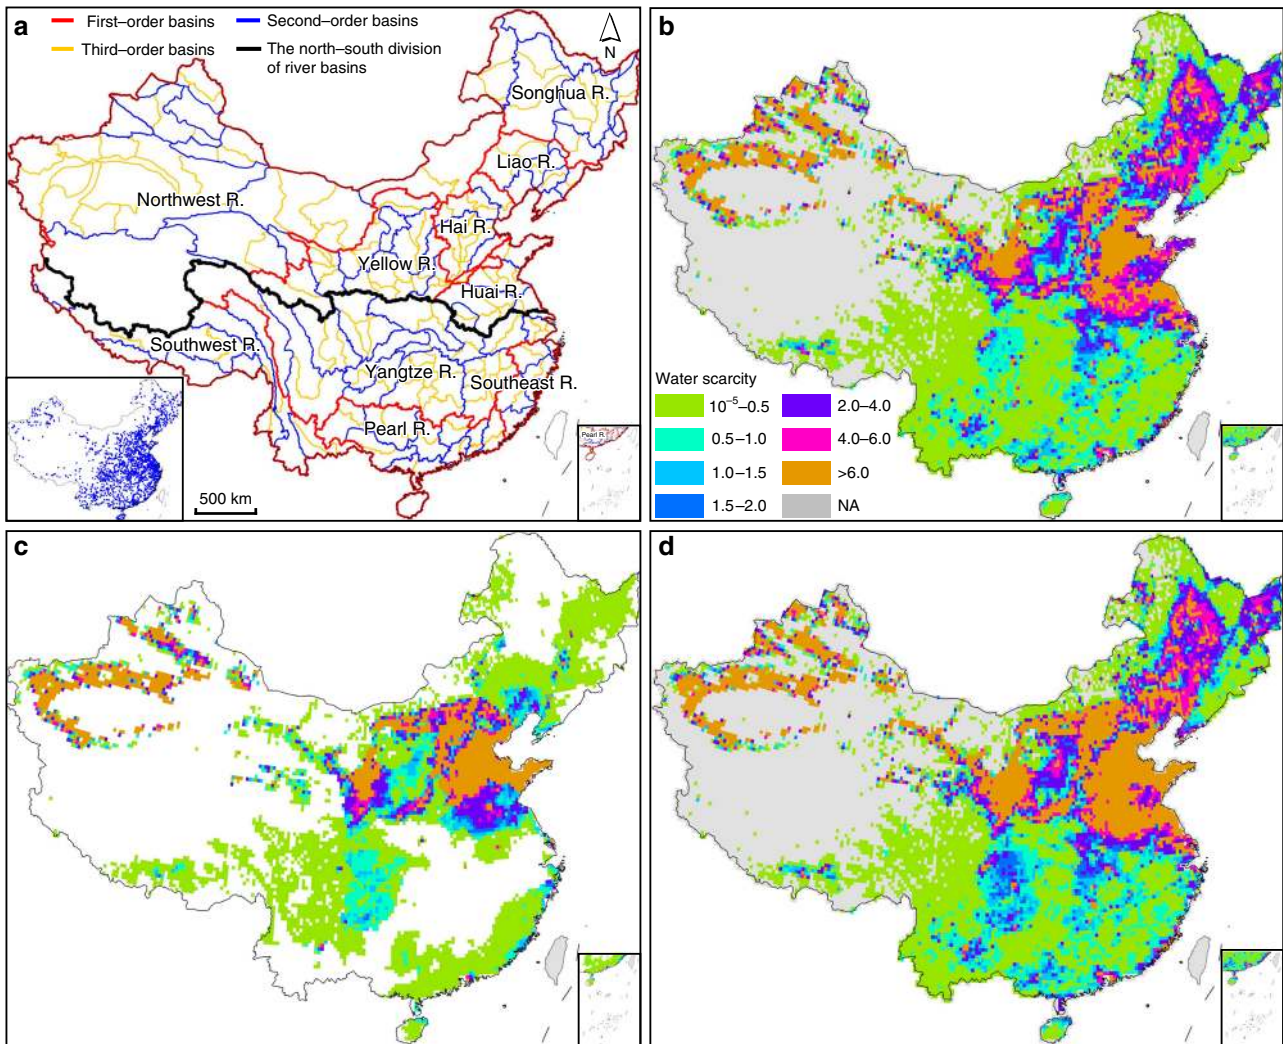 a
First–order basins
Second–order basins
Third–order basins
The north–south division
of river basins
N
Songhua R.
Liao R.
Northwest R.
Hai R.
Yellow R.
Huai R.
Southwest R.
Yangtze R.
Southeast R.
Pearl R.
Pearl R.
500 km
b
Water scarcity
10⁻⁵–0.5
2.0–4.0
0.5–1.0
4.0–6.0
1.0–1.5
>6.0
1.5–2.0
NA
c
d